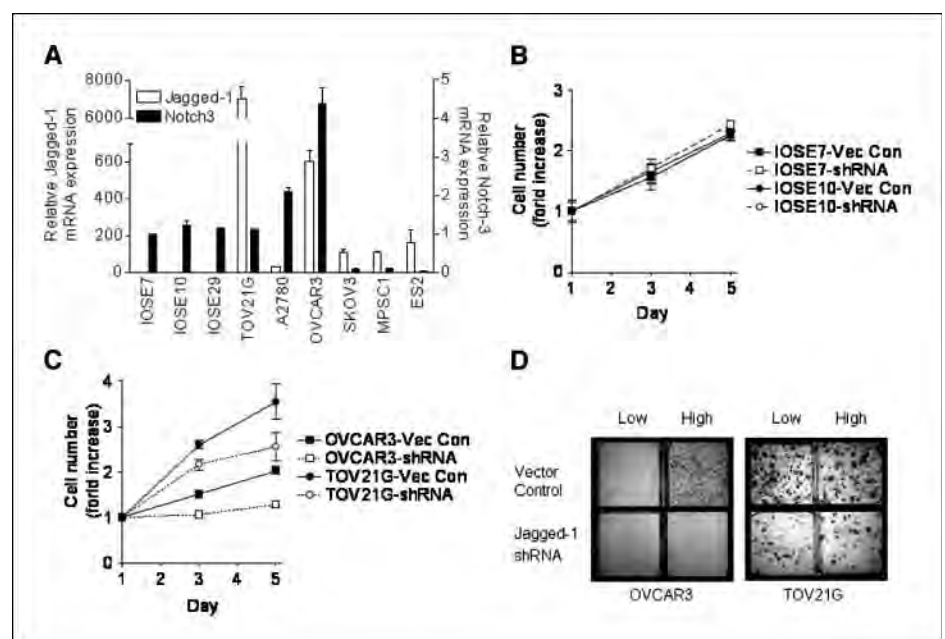 A
Relative Jagged-1
mRNA expression
8000
6000
600
400
200
0
Jagged-1
Notch3
5
4
3
2
1
0
Relative Notch-3
mRNA expression
IOSE7
IOSE10
IOSE29
TOV21G
A2780
OVCAR3
SKOV3
MPSC1
ES2
B
Cell number
(forld increase)
3
2
1
0
1 2 3 4 5
Day
IOSE7-Vec Con
IOSE7-shRNA
IOSE10-Vec Con
IOSE10-shRNA
C
Cell number
(forld increase)
4
3
2
1
0
1 2 3 4 5
Day
OVCAR3-Vec Con
OVCAR3-shRNA
TOV21G-Vec Con
TOV21G-shRNA
D
Low High Low High
Vector
Control
Jagged-1
shRNA
OVCAR3 TOV21G